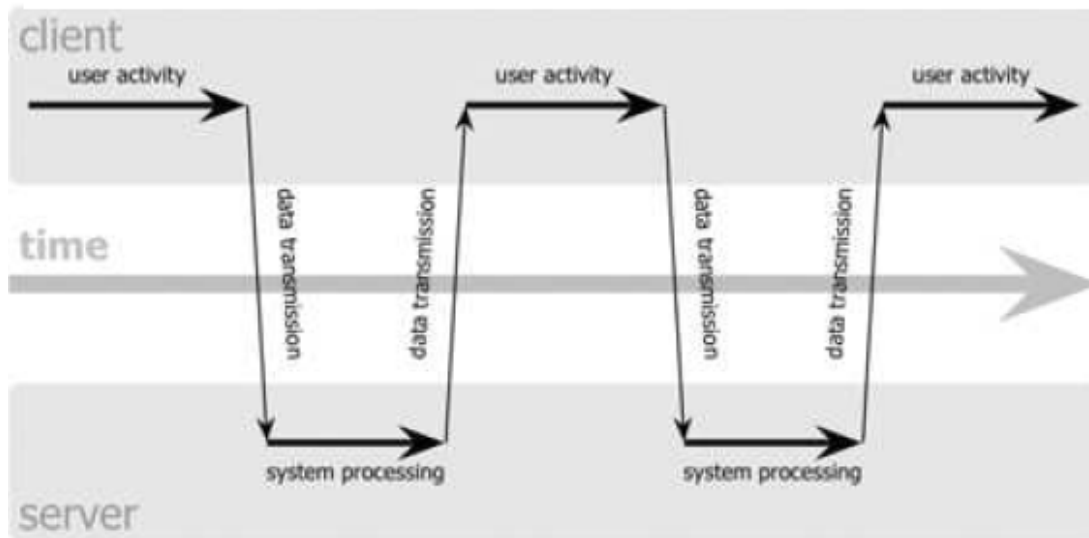 client
user activity
user activity
user activity
data transmission
data transmission
data transmission
data transmission
time
system processing
system processing
server